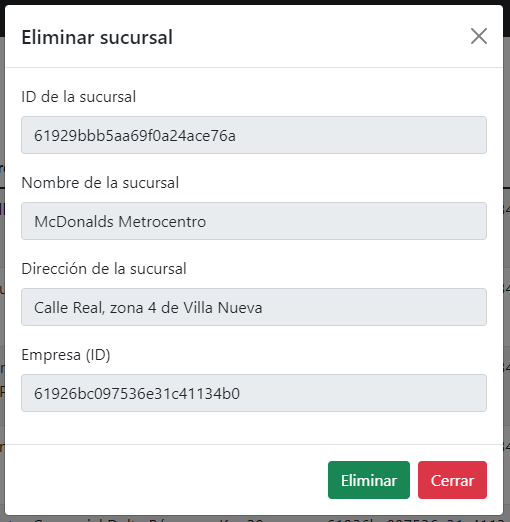 Eliminar sucursal
ID de la sucursal
61929bbb5aa69f0a24ace76a
Nombre de la sucursal
McDonalds Metrocentro
Dirección de la sucursal
Calle Real, zona 4 de Villa Nueva
Empresa (ID)
61926bc097536e31c41134b0
Eliminar Cerrar